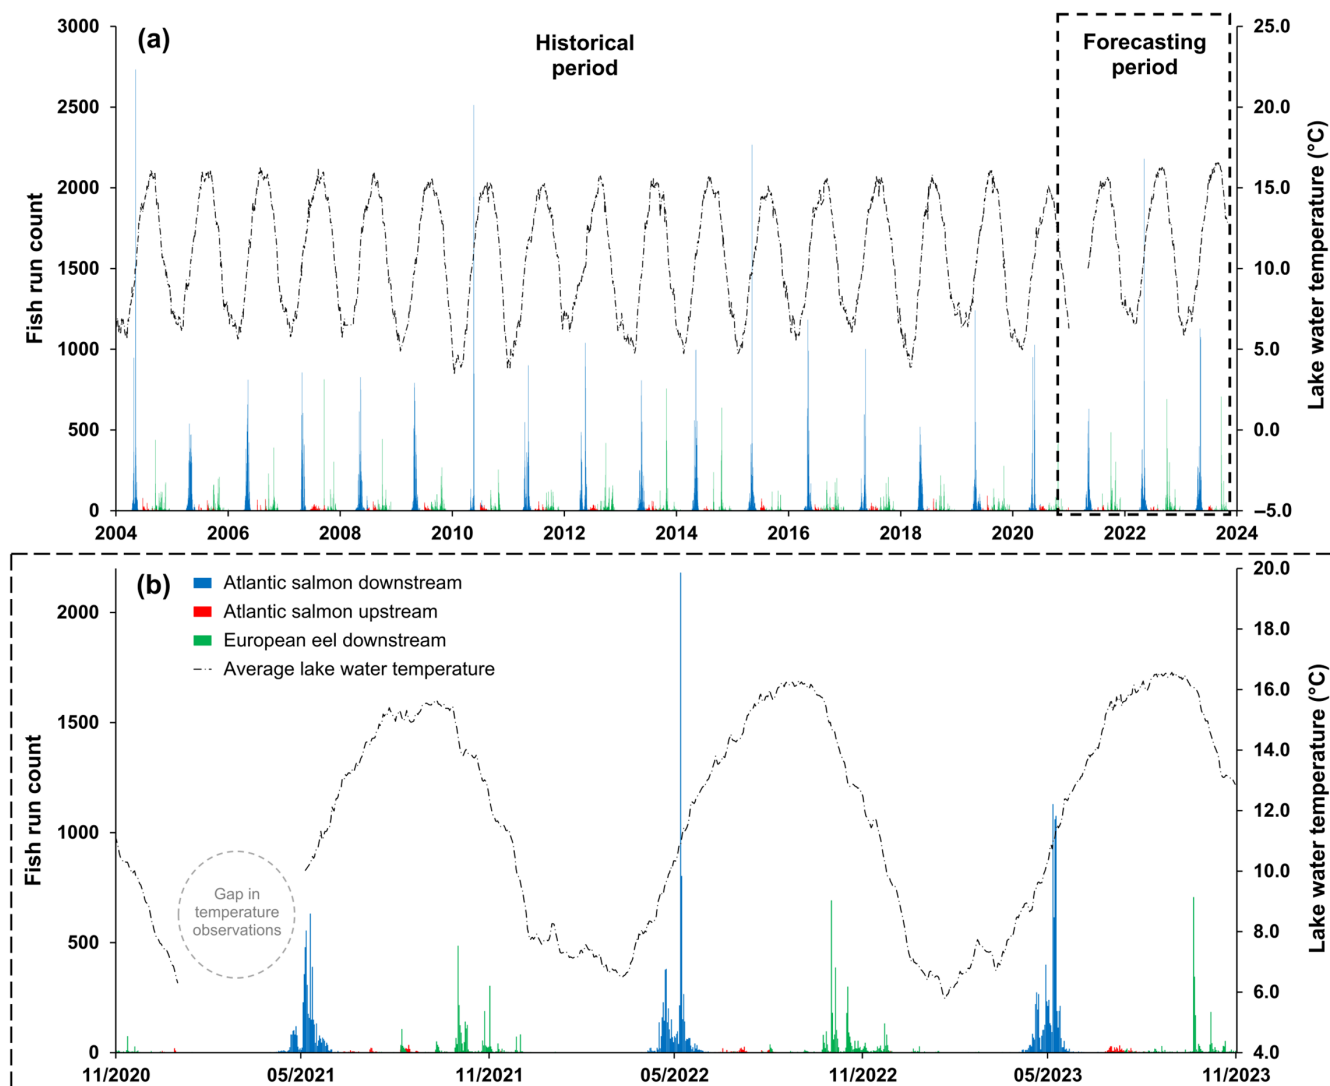 (a)
Historical
period
Forecasting
period
Fish run count
3000
2500
2000
1500
1000
500
0
25.0
20.0
15.0
10.0
5.0
0.0
–5.0
Lake water temperature (°C)
2004 2006 2008 2010 2012 2014 2016 2018 2020 2022 2024
(b)
Atlantic salmon downstream
Atlantic salmon upstream
European eel downstream
Average lake water temperature
Gap in
temperature
observations
Fish run count
2000
1500
1000
500
0
20.0
18.0
16.0
14.0
12.0
10.0
8.0
6.0
4.0
Lake water temperature (°C)
11/2020 05/2021 11/2021 05/2022 11/2022 05/2023 11/2023